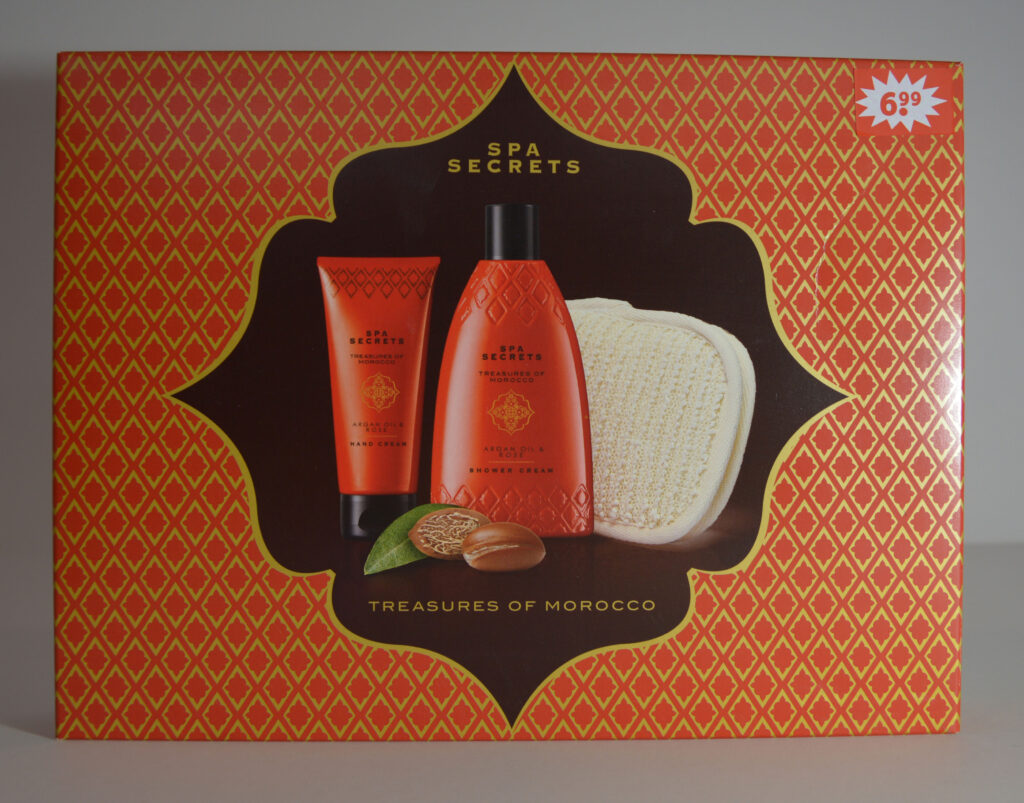 6.99
SPA
SECRETS
SPA
SECRETS
TREASURES OF
MOROCCO
ARGAN OIL &
ROSE
HAND CREAM
SPA
SECRETS
TREASURES OF
MOROCCO
ARGAN OIL &
ROSE
SHOWER CREAM
TREASURES OF MOROCCO